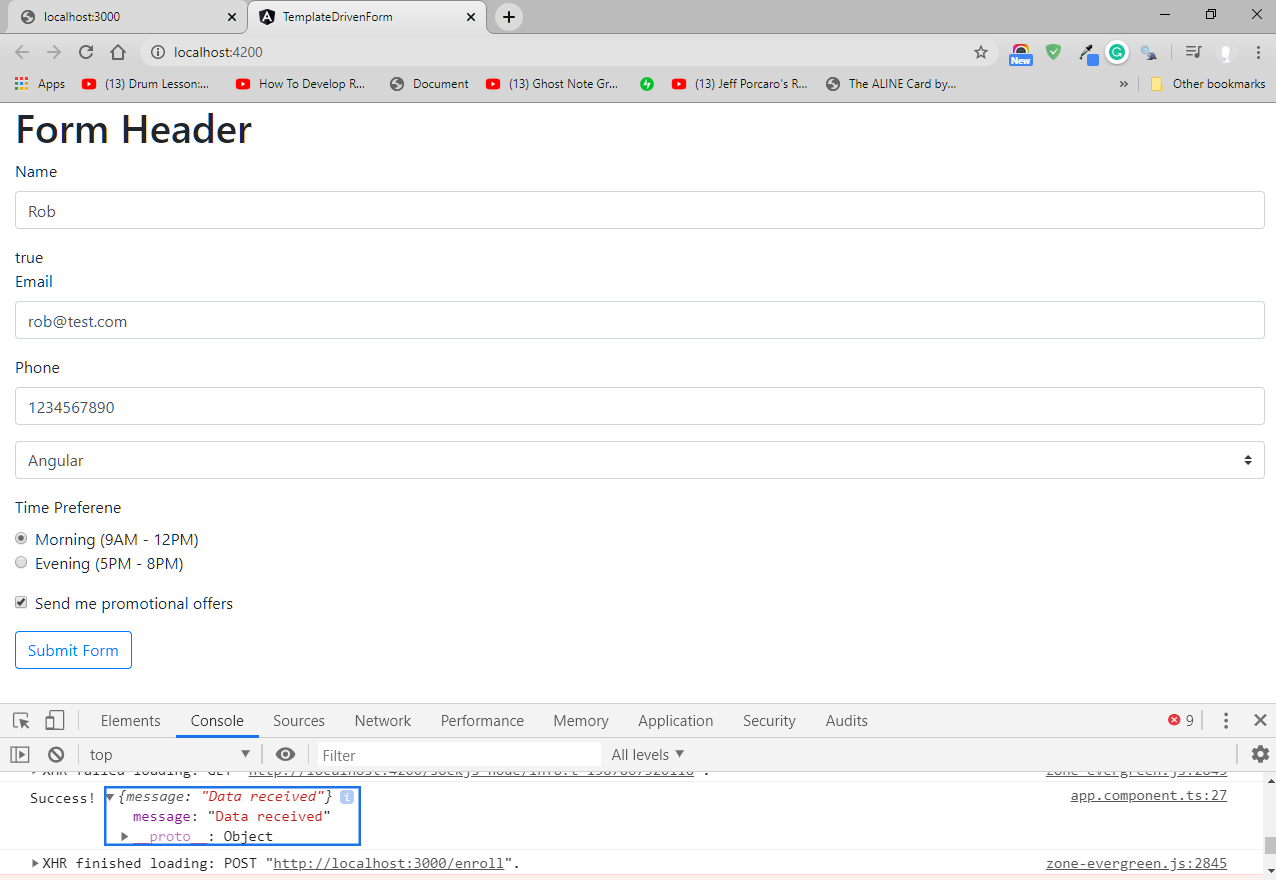 localhost:3000
TemplateDrivenForm
localhost:4200
New
Apps
(13) Drum Lesson:...
How To Develop R...
Document
(13) Ghost Note Gr...
(13) Jeff Porcaro's R...
The ALINE Card by...
»
Other bookmarks
Form Header
Name
Rob
true
Email
rob@test.com
Phone
1234567890
Angular
Time Preferene
Morning (9AM - 12PM)
Evening (5PM - 8PM)
Send me promotional offers
Submit Form
Elements Console Sources Network Performance Memory Application Security Audits 9
top Filter All levels
XHR failed loading: GET zone-evergreen.js:2845
Success! {message: "Data received"} i app.component.ts:27
message: "Data received"
__proto__: Object
XHR finished loading: POST "http://localhost:3000/enroll". zone-evergreen.js:2845